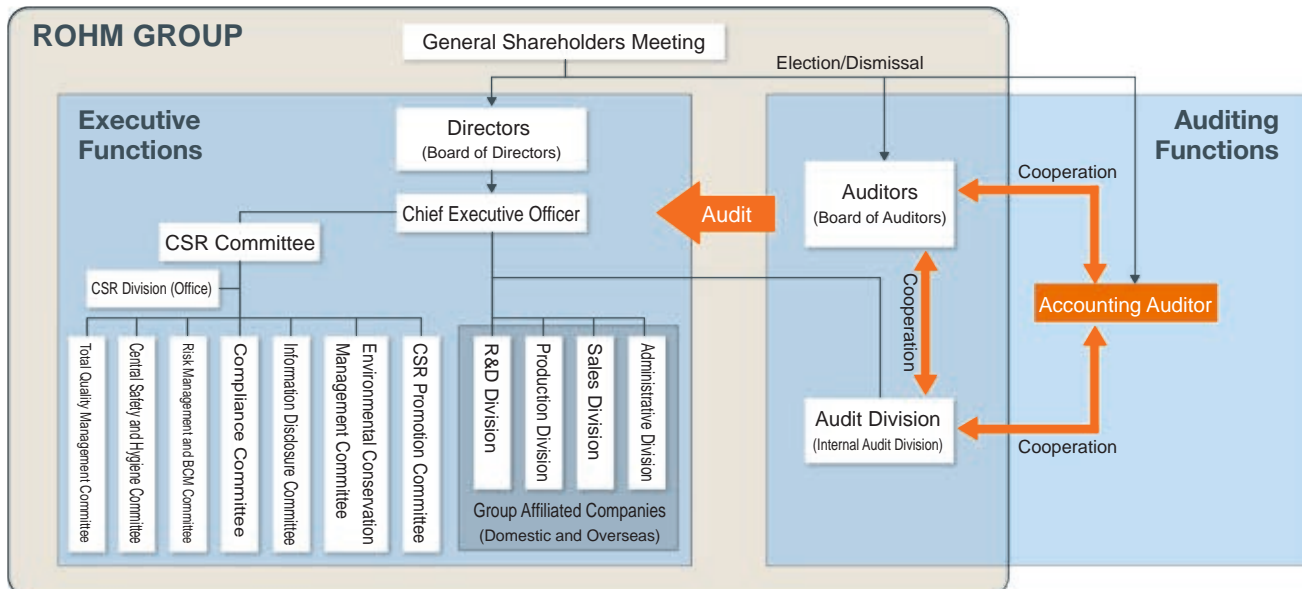 ROHM GROUP
General Shareholders Meeting
Election/Dismissal
Executive
Functions
Directors
(Board of Directors)
Chief Executive Officer
CSR Committee
CSR Division (Office)
Total Quality Management Committee
Central Safety and Hygiene Committee
Risk Management and BCM Committee
Compliance Committee
Information Disclosure Committee
Environmental Conservation
Management Committee
CSR Promotion Committee
R&D Division
Production Division
Sales Division
Administrative Division
Group Affiliated Companies
(Domestic and Overseas)
Audit
Auditing
Functions
Auditors
(Board of Auditors)
Cooperation
Cooperation
Accounting Auditor
Audit Division
(Internal Audit Division)
Cooperation